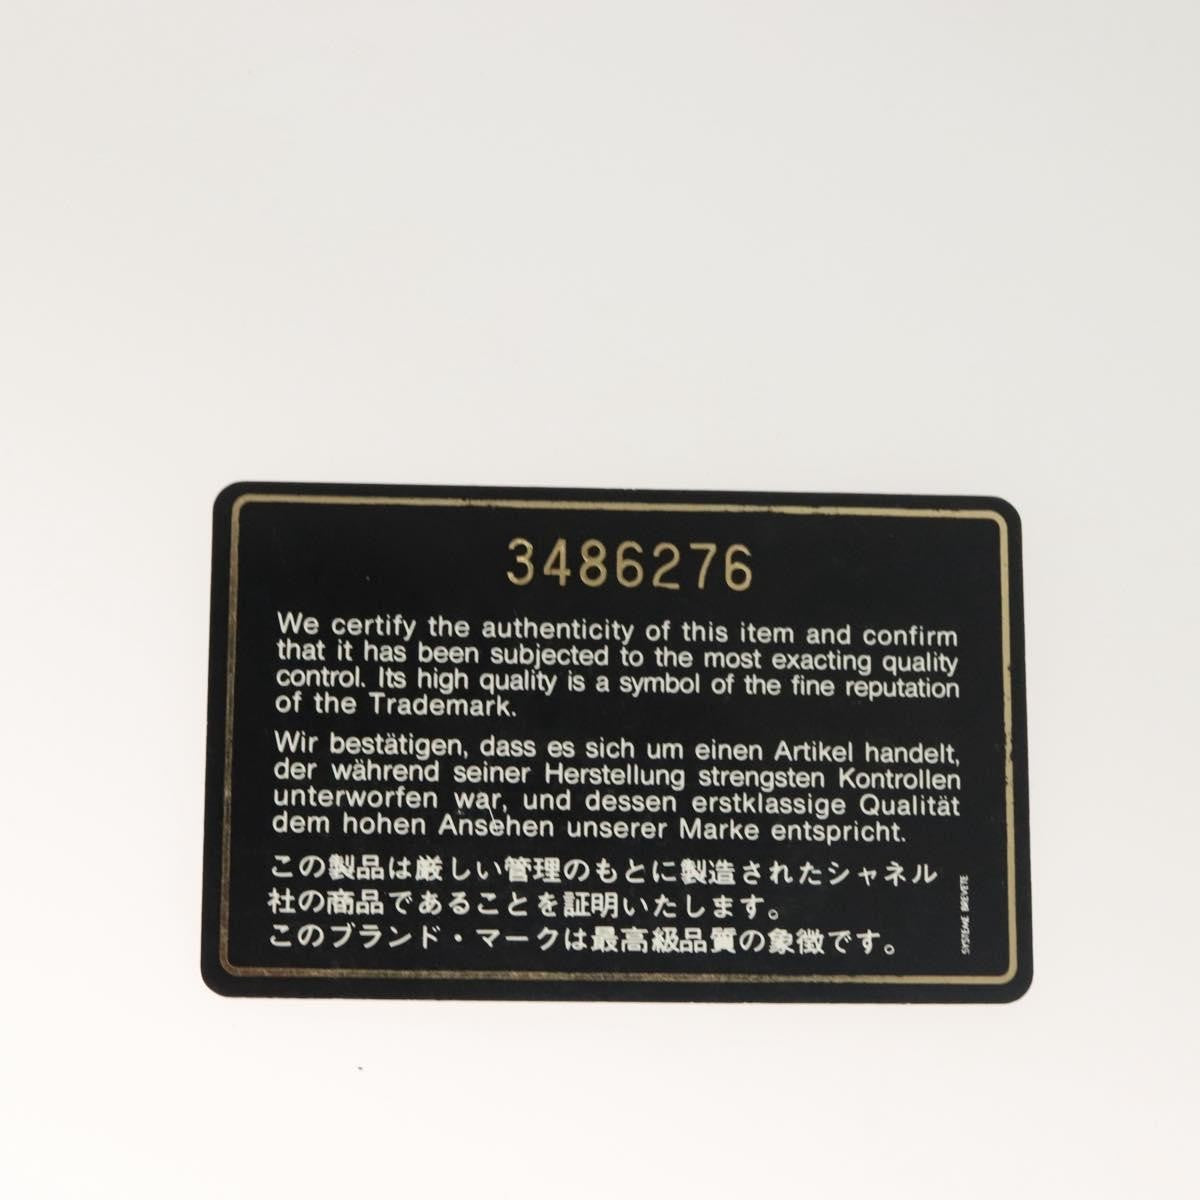 3486276
We certify the authenticity of this item and confirm
that it has been subjected to the most exacting quality
control. Its high quality is a symbol of the fine reputation
of the Trademark.
Wir bestätigen, dass es sich um einen Artikel handelt,
der während seiner Herstellung strengsten Kontrollen
unterworfen war, und dessen erstklassige Qualität
dem hohen Ansehen unserer Marke entspricht.
この製品は厳しい管理のもとに製造されたシャネル
社の商品であることを証明いたします。
このブランド・マークは最高級品質の象徴です。
SYSTEME BREVETE